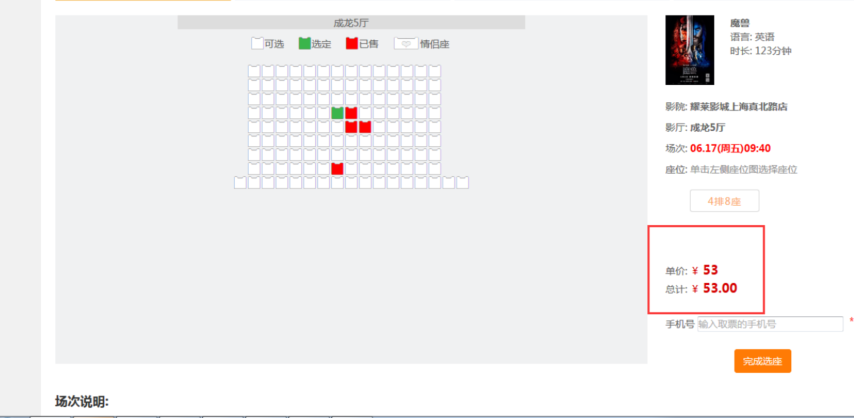 成龙5厅
可选 选定 已售 情侣座
魔兽
语言: 英语
时长: 123分钟
影院: 耀莱影城上海真北路店
影厅: 成龙5厅
场次: 06.17(周五)09:40
座位: 单击左侧座位图选择座位
4排8座
单价: ¥ 53
总计: ¥ 53.00
手机号 输入取票的手机号 *
完成选座
场次说明: